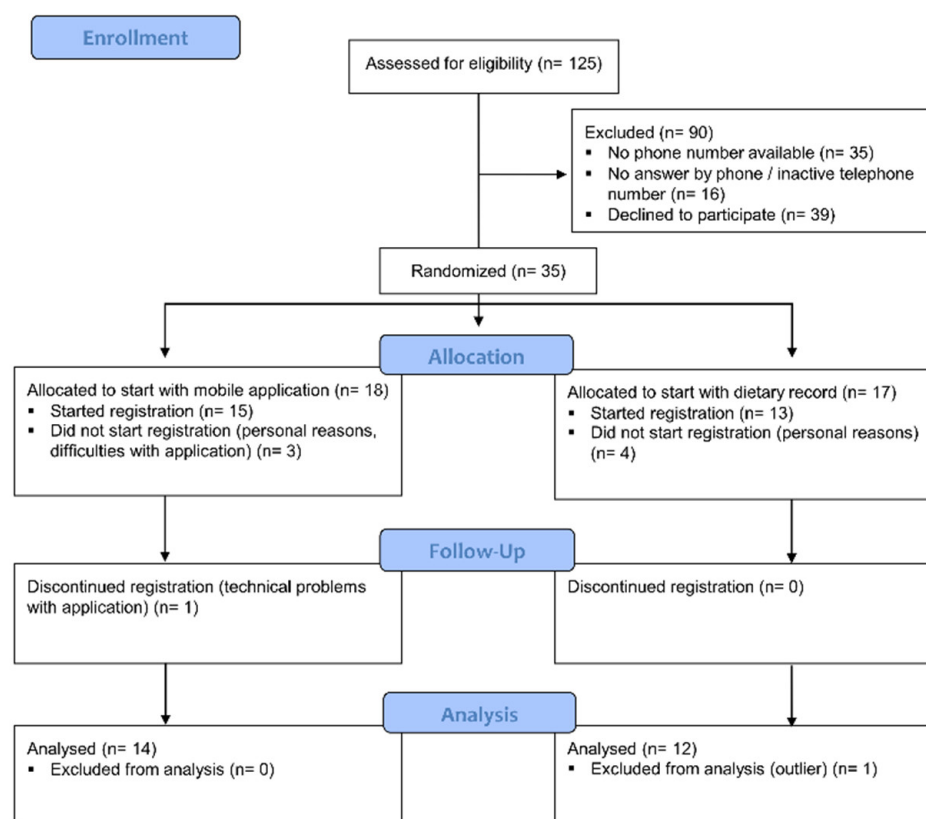 Enrollment
Assessed for eligibility (n= 125)
Excluded (n= 90)
▪ No phone number available (n= 35)
▪ No answer by phone / inactive telephone
number (n= 16)
▪ Declined to participate (n= 39)
Randomized (n= 35)
Allocation
Allocated to start with mobile application (n= 18)
▪ Started registration (n= 15)
▪ Did not start registration (personal reasons,
difficulties with application) (n= 3)
Allocated to start with dietary record (n= 17)
▪ Started registration (n= 13)
▪ Did not start registration (personal reasons)
(n= 4)
Follow-Up
Discontinued registration (technical problems
with application) (n= 1)
Discontinued registration (n= 0)
Analysis
Analysed (n= 14)
▪ Excluded from analysis (n= 0)
Analysed (n= 12)
▪ Excluded from analysis (outlier) (n= 1)